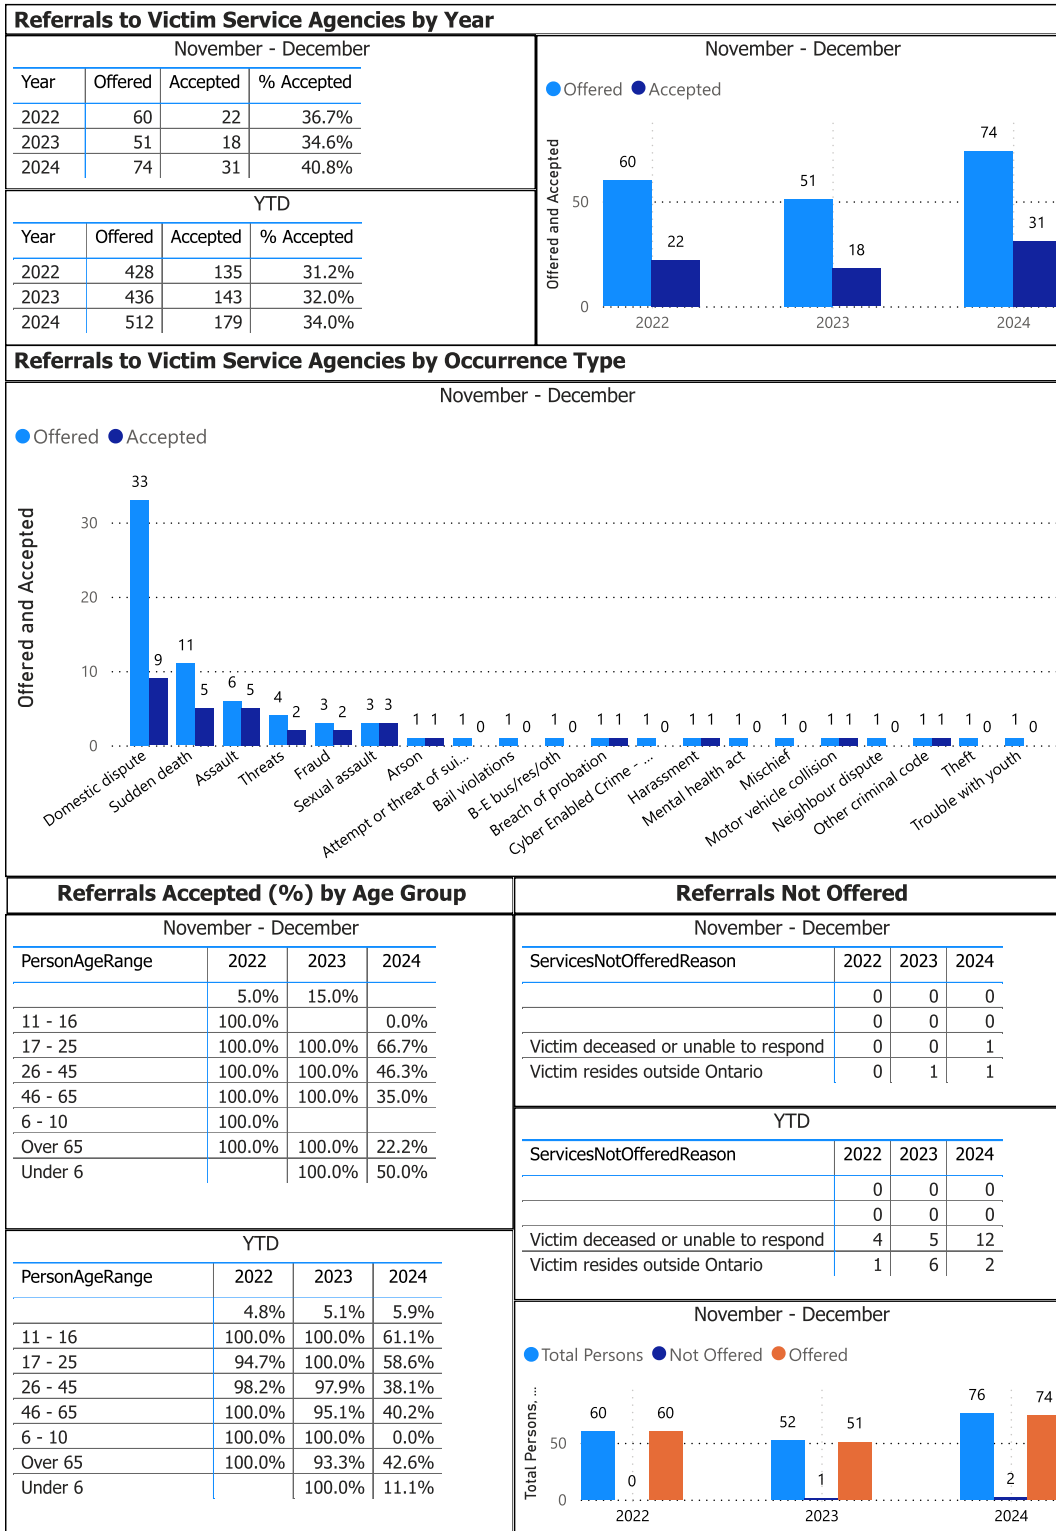 Referrals to Victim Service Agencies by Year
November - December
Year Offered Accepted % Accepted
2022 60 22 36.7%
2023 51 18 34.6%
2024 74 31 40.8%
YTD
Year Offered Accepted % Accepted
2022 428 135 31.2%
2023 436 143 32.0%
2024 512 179 34.0%
November - December
Offered Accepted
Offered and Accepted
50
0
60 22 51 18 74 31
2022 2023 2024
Referrals to Victim Service Agencies by Occurrence Type
November - December
Offered Accepted
Offered and Accepted
30
20
10
0
33 9 11 5 6 5 4 2 3 2 3 3 1 1 1 0 1 0 1 0 1 1 1 0 1 1 1 0 1 0 1 1 1 0 1 1 1 0 1 0
Domestic dispute
Sudden death
Assault
Threats
Fraud
Sexual assault
Arson
Attempt or threat of sui...
Bail violations
B-E bus/res/oth
Breach of probation
Cyber Enabled Crime - ...
Harassment
Mental health act
Mischief
Motor vehicle collision
Neighbour dispute
Other criminal code
Theft
Trouble with youth
Referrals Accepted (%) by Age Group
November - December
PersonAgeRange 2022 2023 2024
5.0% 15.0%
11 - 16 100.0% 0.0%
17 - 25 100.0% 100.0% 66.7%
26 - 45 100.0% 100.0% 46.3%
46 - 65 100.0% 100.0% 35.0%
6 - 10 100.0%
Over 65 100.0% 100.0% 22.2%
Under 6 100.0% 50.0%
YTD
PersonAgeRange 2022 2023 2024
4.8% 5.1% 5.9%
11 - 16 100.0% 100.0% 61.1%
17 - 25 94.7% 100.0% 58.6%
26 - 45 98.2% 97.9% 38.1%
46 - 65 100.0% 95.1% 40.2%
6 - 10 100.0% 100.0% 0.0%
Over 65 100.0% 93.3% 42.6%
Under 6 100.0% 11.1%
Referrals Not Offered
November - December
ServicesNotOfferedReason 2022 2023 2024
0 0 0
0 0 0
Victim deceased or unable to respond 0 0 1
Victim resides outside Ontario 0 1 1
YTD
ServicesNotOfferedReason 2022 2023 2024
0 0 0
0 0 0
Victim deceased or unable to respond 4 5 12
Victim resides outside Ontario 1 6 2
November - December
Total Persons Not Offered Offered
Total Persons, ...
50
0
60 0 60 52 1 51 76 2 74
2022 2023 2024